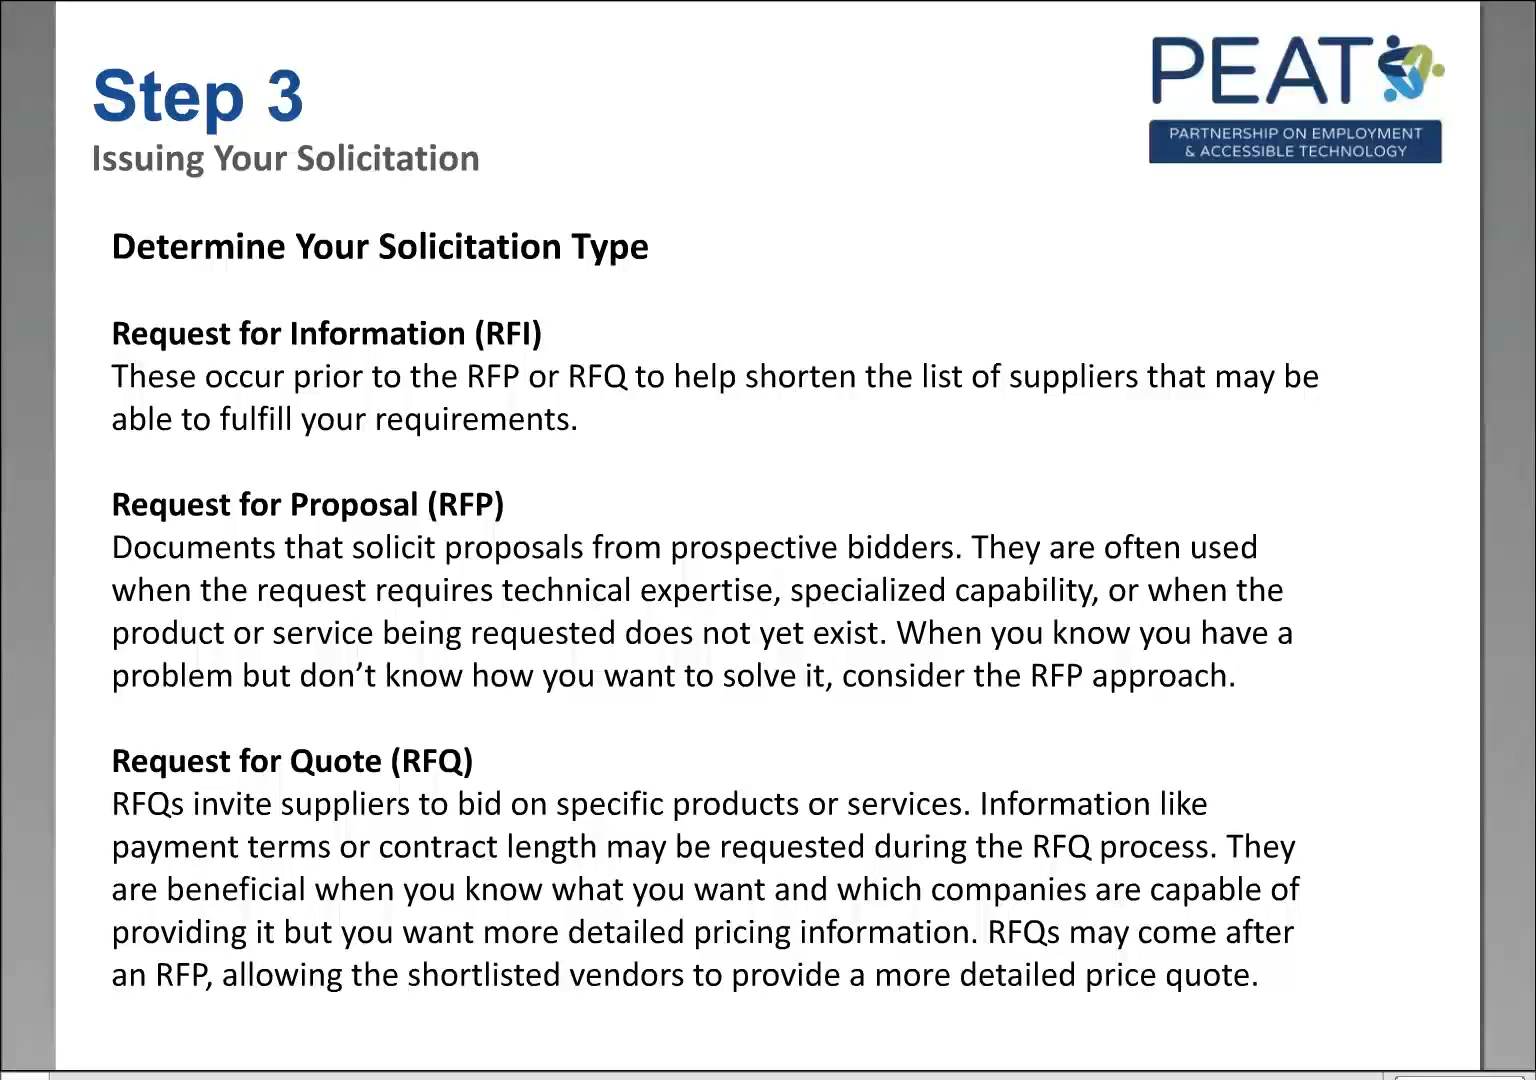 Step 3
Issuing Your Solicitation
PEAT
PARTNERSHIP ON EMPLOYMENT
& ACCESSIBLE TECHNOLOGY
Determine Your Solicitation Type
Request for Information (RFI)
These occur prior to the RFP or RFQ to help shorten the list of suppliers that may be
able to fulfill your requirements.
Request for Proposal (RFP)
Documents that solicit proposals from prospective bidders. They are often used
when the request requires technical expertise, specialized capability, or when the
product or service being requested does not yet exist. When you know you have a
problem but don’t know how you want to solve it, consider the RFP approach.
Request for Quote (RFQ)
RFQs invite suppliers to bid on specific products or services. Information like
payment terms or contract length may be requested during the RFQ process. They
are beneficial when you know what you want and which companies are capable of
providing it but you want more detailed pricing information. RFQs may come after
an RFP, allowing the shortlisted vendors to provide a more detailed price quote.